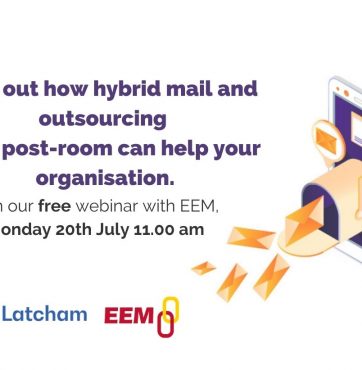 out how hybrid mail and
outsourcing
post-room can help your
organisation.
our free webinar with EEM,
onday 20th July 11.00 am
Latcham
EEM